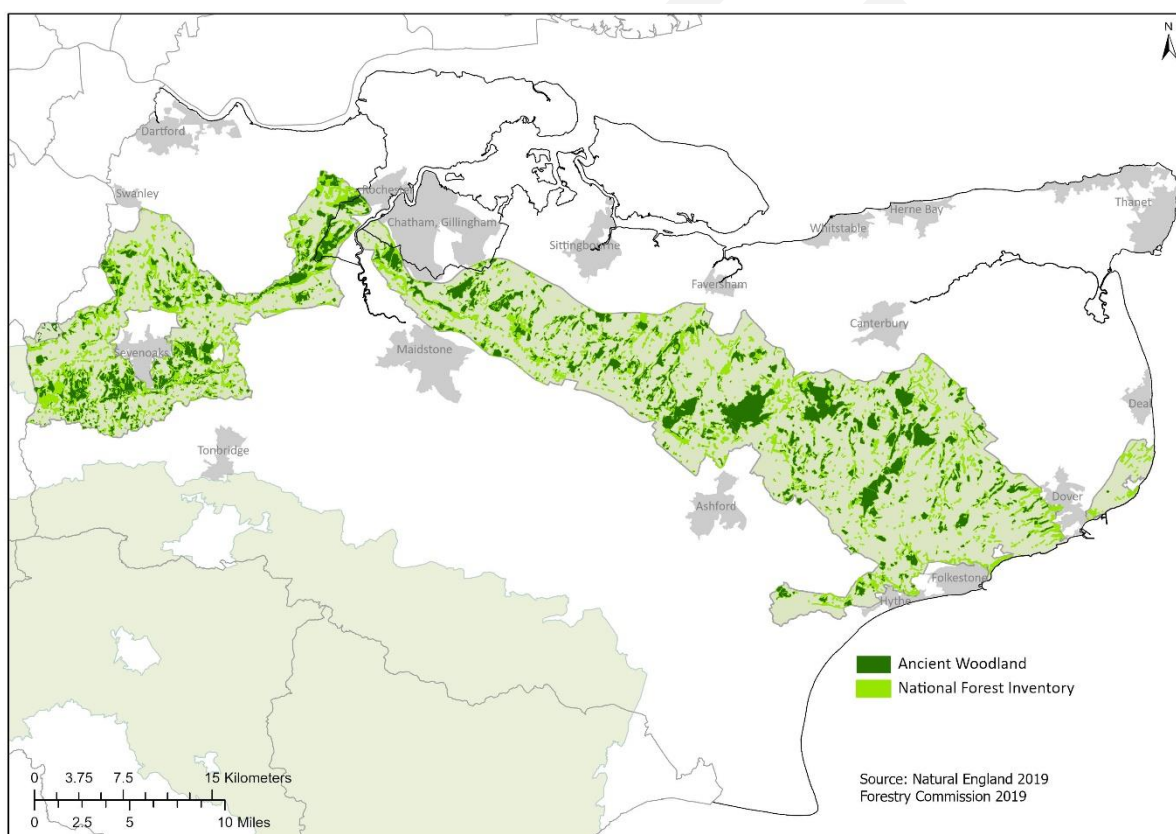 N
Dartford
Swanley
Rochester
Chatham, Gillingham
Sittingbourne
Whitstable
Herne Bay
Thanet
Faversham
Canterbury
Sevenoaks
Maidstone
Deal
Tonbridge
Ashford
Dover
Folkestone
Hythe
Ancient Woodland
National Forest Inventory
0 3.75 7.5 15 Kilometers
0 2.5 5 10 Miles
Source: Natural England 2019
Forestry Commission 2019